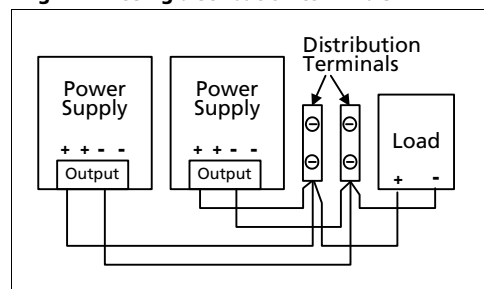 Distribution
Terminals
Power
Supply
+ + - -
Output
Power
Supply
+ + - -
Output
Load
+ -